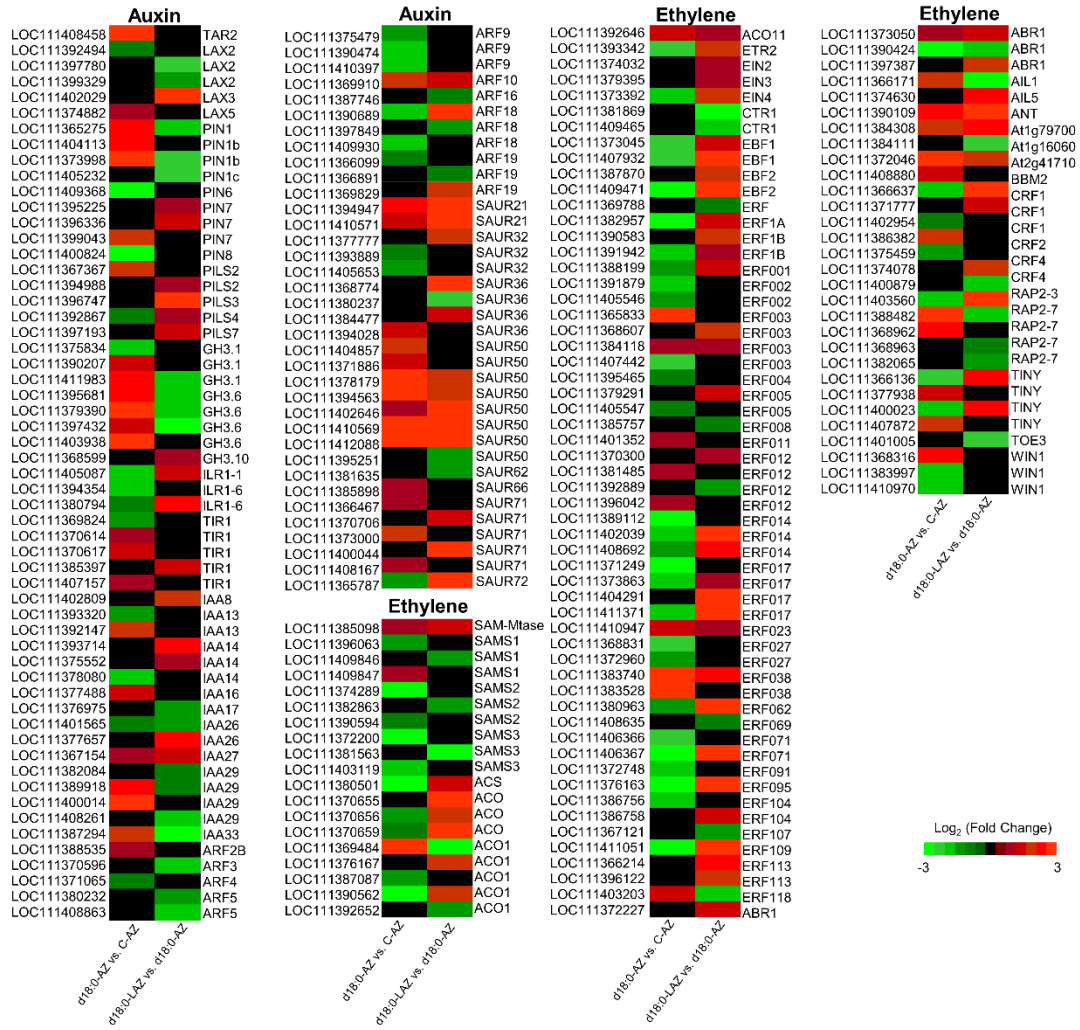 Auxin
LOC111408458 TAR2
LOC111392494 LAX2
LOC111397780 LAX2
LOC111399329 LAX2
LOC111402029 LAX3
LOC111374882 LAX5
LOC111365275 PIN1
LOC111404113 PIN1b
LOC111373998 PIN1b
LOC111405232 PIN1c
LOC111409368 PIN6
LOC111395225 PIN7
LOC111396336 PIN7
LOC111399043 PIN7
LOC111400824 PIN8
LOC111367367 PILS2
LOC111394988 PILS2
LOC111396747 PILS3
LOC111392867 PILS4
LOC111397193 PILS7
LOC111375834 GH3.1
LOC111390207 GH3.1
LOC111411983 GH3.1
LOC111395681 GH3.6
LOC111379390 GH3.6
LOC111397432 GH3.6
LOC111403938 GH3.6
LOC111368599 GH3.10
LOC111405087 ILR1-1
LOC111394354 ILR1-6
LOC111380794 ILR1-6
LOC111369824 TIR1
LOC111370614 TIR1
LOC111370617 TIR1
LOC111385397 TIR1
LOC111407157 TIR1
LOC111402809 IAA8
LOC111393320 IAA13
LOC111392147 IAA13
LOC111393714 IAA14
LOC111375552 IAA14
LOC111378080 IAA14
LOC111377488 IAA16
LOC111376975 IAA17
LOC111401565 IAA26
LOC111377657 IAA26
LOC111367154 IAA27
LOC111382084 IAA29
LOC111389918 IAA29
LOC111400014 IAA29
LOC111408261 IAA29
LOC111387294 IAA33
LOC111388535 ARF2B
LOC111370596 ARF3
LOC111371065 ARF4
LOC111380232 ARF5
LOC111408863 ARF5
d18:0-AZ vs. C-AZ
d18:0-LAZ vs. d18:0-AZ
Auxin
LOC111375479 ARF9
LOC111390474 ARF9
LOC111410397 ARF9
LOC111369910 ARF10
LOC111387746 ARF16
LOC111390689 ARF18
LOC111397849 ARF18
LOC111409930 ARF18
LOC111366099 ARF19
LOC111366891 ARF19
LOC111369829 ARF19
LOC111394947 SAUR21
LOC111410571 SAUR21
LOC111377777 SAUR32
LOC111393889 SAUR32
LOC111405653 SAUR32
LOC111368774 SAUR36
LOC111380237 SAUR36
LOC111384477 SAUR36
LOC111394028 SAUR36
LOC111404857 SAUR50
LOC111371886 SAUR50
LOC111378179 SAUR50
LOC111394563 SAUR50
LOC111402646 SAUR50
LOC111410569 SAUR50
LOC111412088 SAUR50
LOC111395251 SAUR50
LOC111381635 SAUR62
LOC111385898 SAUR66
LOC111366467 SAUR71
LOC111370706 SAUR71
LOC111373000 SAUR71
LOC111400044 SAUR71
LOC111408167 SAUR71
LOC111365787 SAUR72
Ethylene
LOC111385098 SAM-Mtase
LOC111396063 SAMS1
LOC111409846 SAMS1
LOC111409847 SAMS1
LOC111374289 SAMS2
LOC111382863 SAMS2
LOC111390594 SAMS2
LOC111372200 SAMS3
LOC111381563 SAMS3
LOC111403119 SAMS3
LOC111380501 ACS
LOC111370655 ACO
LOC111370656 ACO
LOC111370659 ACO
LOC111369484 ACO1
LOC111376167 ACO1
LOC111387087 ACO1
LOC111390562 ACO1
LOC111392652 ACO1
d18:0-AZ vs. C-AZ
d18:0-LAZ vs. d18:0-AZ
Ethylene
LOC111392646 ACO11
LOC111393342 ETR2
LOC111374032 EIN2
LOC111379395 EIN3
LOC111373392 EIN4
LOC111381869 CTR1
LOC111409465 CTR1
LOC111373045 EBF1
LOC111407932 EBF1
LOC111387870 EBF2
LOC111409471 EBF2
LOC111369788 ERF
LOC111382957 ERF1A
LOC111390583 ERF1B
LOC111391942 ERF1B
LOC111388199 ERF001
LOC111391879 ERF002
LOC111405546 ERF002
LOC111365833 ERF003
LOC111368607 ERF003
LOC111384118 ERF003
LOC111407442 ERF003
LOC111395465 ERF004
LOC111379291 ERF005
LOC111405547 ERF005
LOC111385757 ERF008
LOC111401352 ERF011
LOC111370300 ERF012
LOC111381485 ERF012
LOC111392889 ERF012
LOC111396042 ERF012
LOC111389112 ERF014
LOC111402039 ERF014
LOC111408692 ERF014
LOC111371249 ERF017
LOC111373863 ERF017
LOC111404291 ERF017
LOC111411371 ERF017
LOC111410947 ERF023
LOC111368831 ERF027
LOC111372960 ERF027
LOC111383740 ERF038
LOC111383528 ERF038
LOC111380963 ERF062
LOC111408635 ERF069
LOC111406366 ERF071
LOC111406367 ERF071
LOC111372748 ERF091
LOC111376163 ERF095
LOC111386756 ERF104
LOC111386758 ERF104
LOC111367121 ERF107
LOC111411051 ERF109
LOC111366214 ERF113
LOC111396122 ERF113
LOC111403203 ERF118
LOC111372227 ABR1
d18:0-AZ vs. C-AZ
d18:0-LAZ vs. d18:0-AZ
Ethylene
LOC111373050 ABR1
LOC111390424 ABR1
LOC111397387 ABR1
LOC111366171 AIL1
LOC111374630 AIL5
LOC111390109 ANT
LOC111384308 At1g79700
LOC111384111 At1g16060
LOC111372046 At2g41710
LOC111408880 BBM2
LOC111366637 CRF1
LOC111371777 CRF1
LOC111402954 CRF1
LOC111386382 CRF2
LOC111375459 CRF4
LOC111374078 CRF4
LOC111400879 RAP2-3
LOC111403560 RAP2-7
LOC111388482 RAP2-7
LOC111368962 RAP2-7
LOC111368963 RAP2-7
LOC111382065 TINY
LOC111366136 TINY
LOC111377938 TINY
LOC111400023 TINY
LOC111407872 TOE3
LOC111401005 WIN1
LOC111368316 WIN1
LOC111383997 WIN1
LOC111410970
d18:0-AZ vs. C-AZ
d18:0-LAZ vs. d18:0-AZ
Log2 (Fold Change)
-3 3